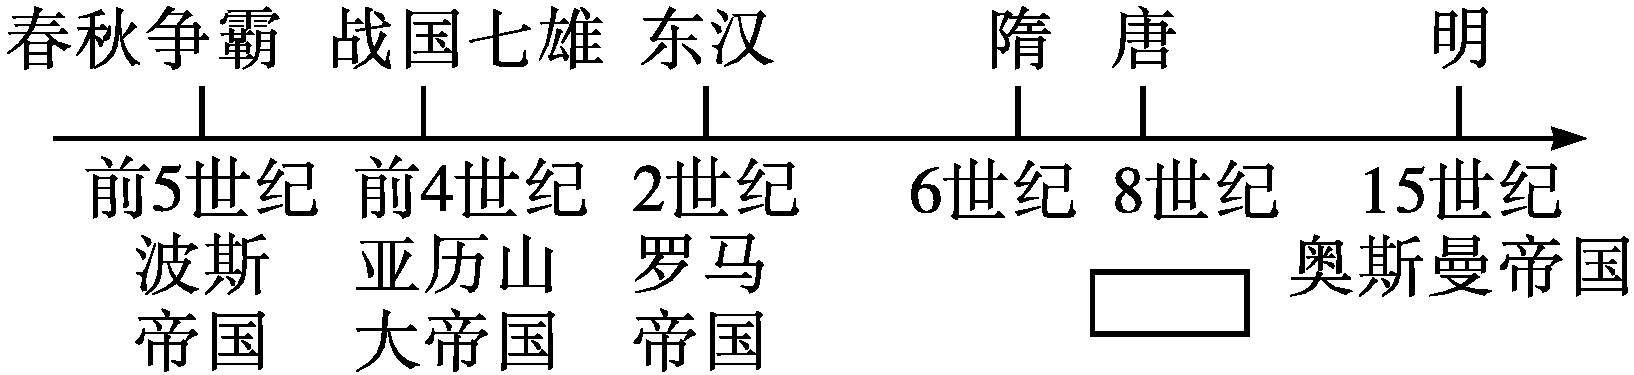 春秋争霸 战国七雄 东汉 隋 唐 明
前5世纪 前4世纪 2世纪 6世纪 8世纪 15世纪
波斯 亚历山 罗马 奥斯曼帝国
帝国 大帝国 帝国